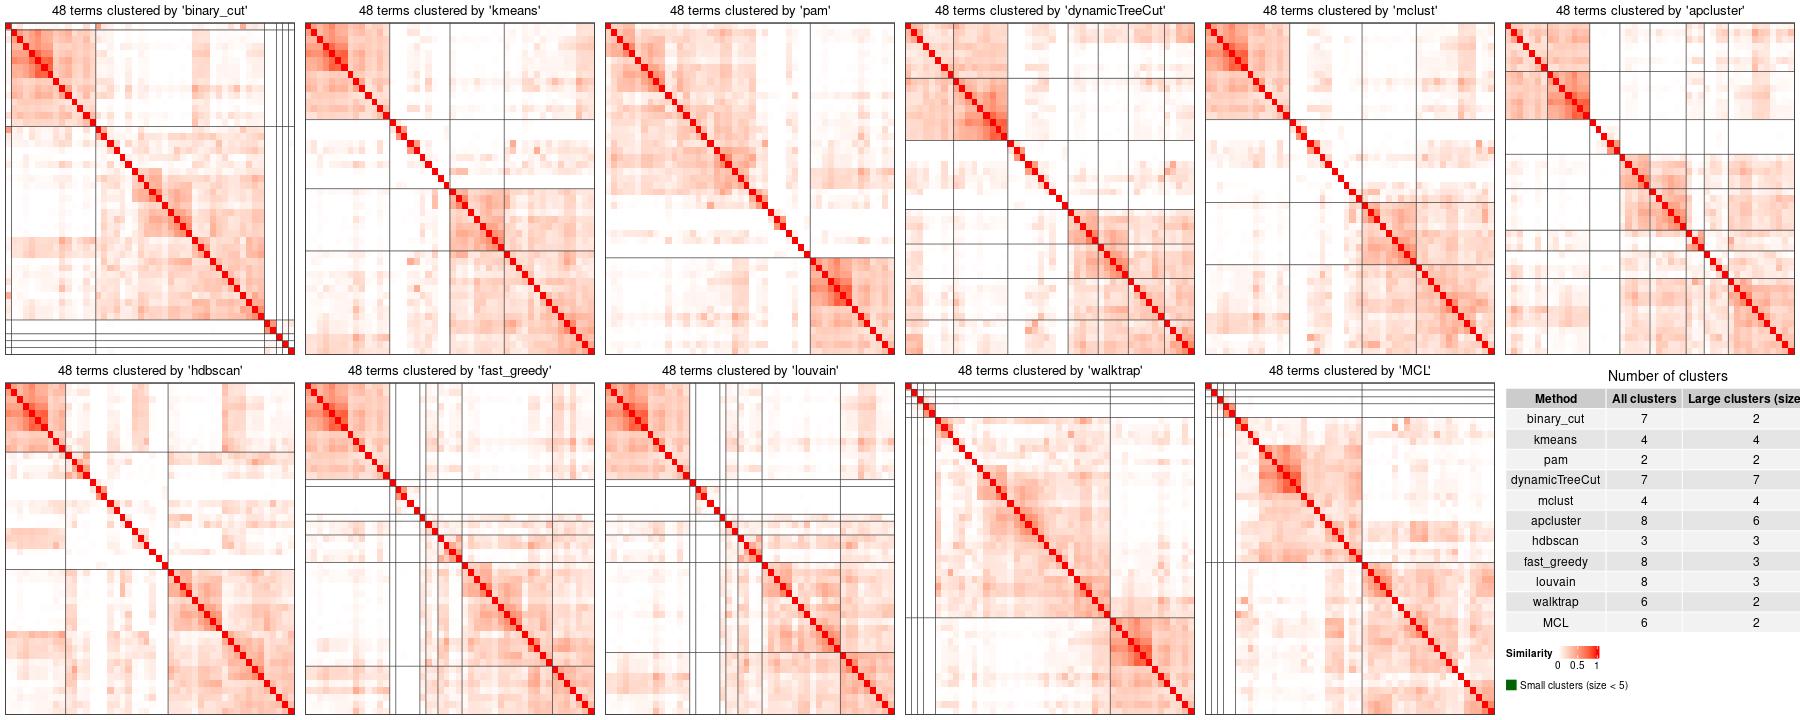 48 terms clustered by 'binary_cut'
48 terms clustered by 'kmeans'
48 terms clustered by 'pam'
48 terms clustered by 'dynamicTreeCut'
48 terms clustered by 'mclust'
48 terms clustered by 'apcluster'
48 terms clustered by 'hdbscan'
48 terms clustered by 'fast_greedy'
48 terms clustered by 'louvain'
48 terms clustered by 'walktrap'
48 terms clustered by 'MCL'
Number of clusters
Method All clusters Large clusters (size
binary_cut 7 2
kmeans 4 4
pam 2 2
dynamicTreeCut 7 7
mclust 4 4
apcluster 8 6
hdbscan 3 3
fast_greedy 8 3
louvain 8 3
walktrap 6 2
MCL 6 2
Similarity
0 0.5 1
Small clusters (size < 5)